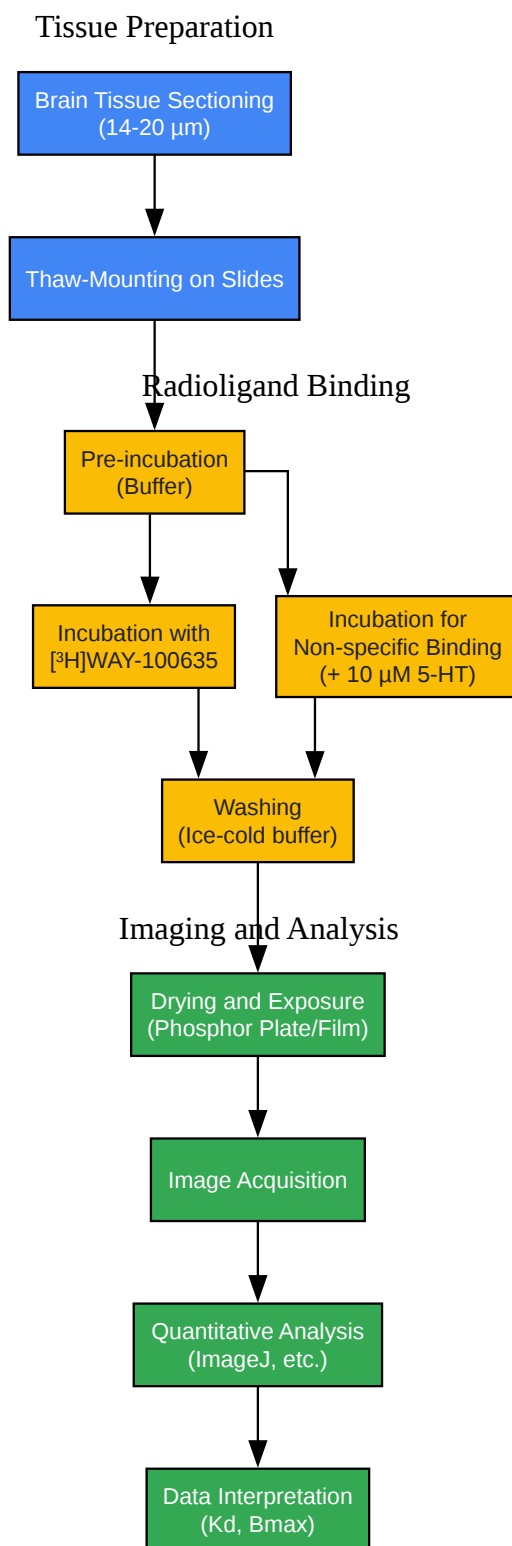 Tissue Preparation
Brain Tissue Sectioning
(14-20 µm)
Thaw-Mounting on Slides
Radioligand Binding
Pre-incubation
(Buffer)
Incubation with
[³H]WAY-100635
Incubation for
Non-specific Binding
(+ 10 µM 5-HT)
Washing
(Ice-cold buffer)
Imaging and Analysis
Drying and Exposure
(Phosphor Plate/Film)
Image Acquisition
Quantitative Analysis
(ImageJ, etc.)
Data Interpretation
(Kd, Bmax)